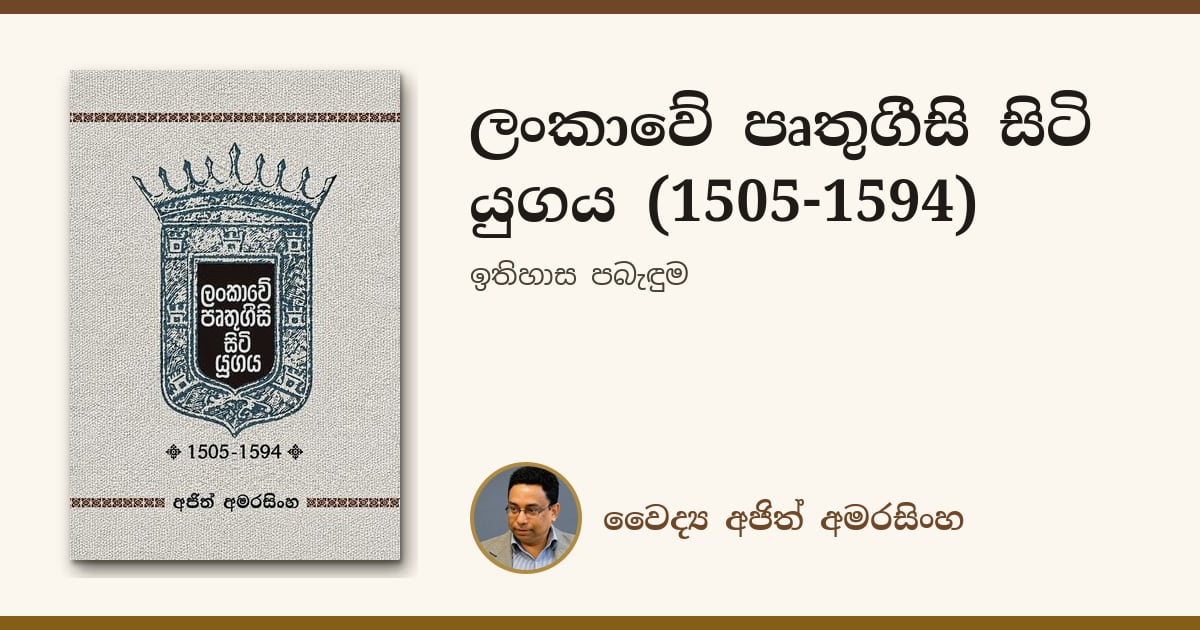 ලංකාවේ
පෘතුගීසි
සිටි
යුගය
1505-1594
අජිත් අමරසිංහ
ලංකාවේ පෘතුගීසි සිටි
යුගය (1505-1594)
ඉතිහාස පබැඳුම
වෛද්‍ය අජිත් අමරසිංහ